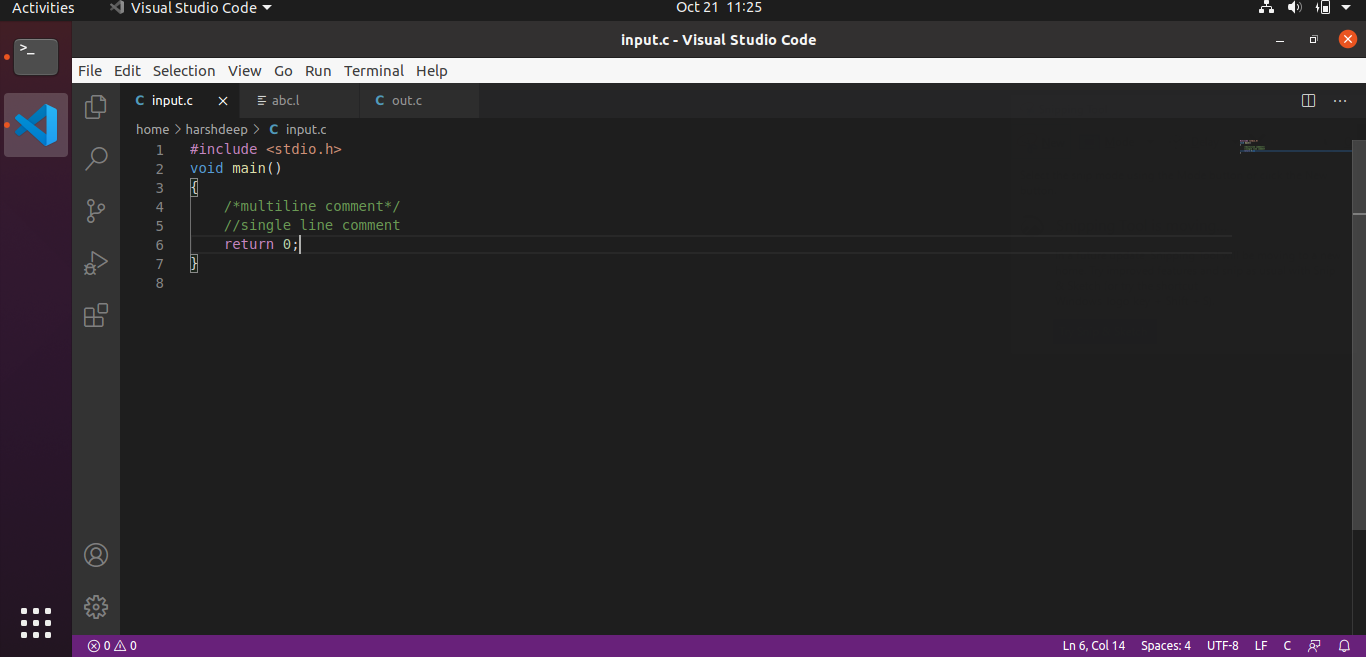 Activities Visual Studio Code Oct 21 11:25
>_
input.c - Visual Studio Code
File Edit Selection View Go Run Terminal Help
C input.c abc.l C out.c
home > harshdeep > C input.c
1 #include <stdio.h>
2 void main()
3 {
4 /*multiline comment*/
5 //single line comment
6 return 0;
7 }
8
0 0 Ln 6, Col 14 Spaces: 4 UTF-8 LF C